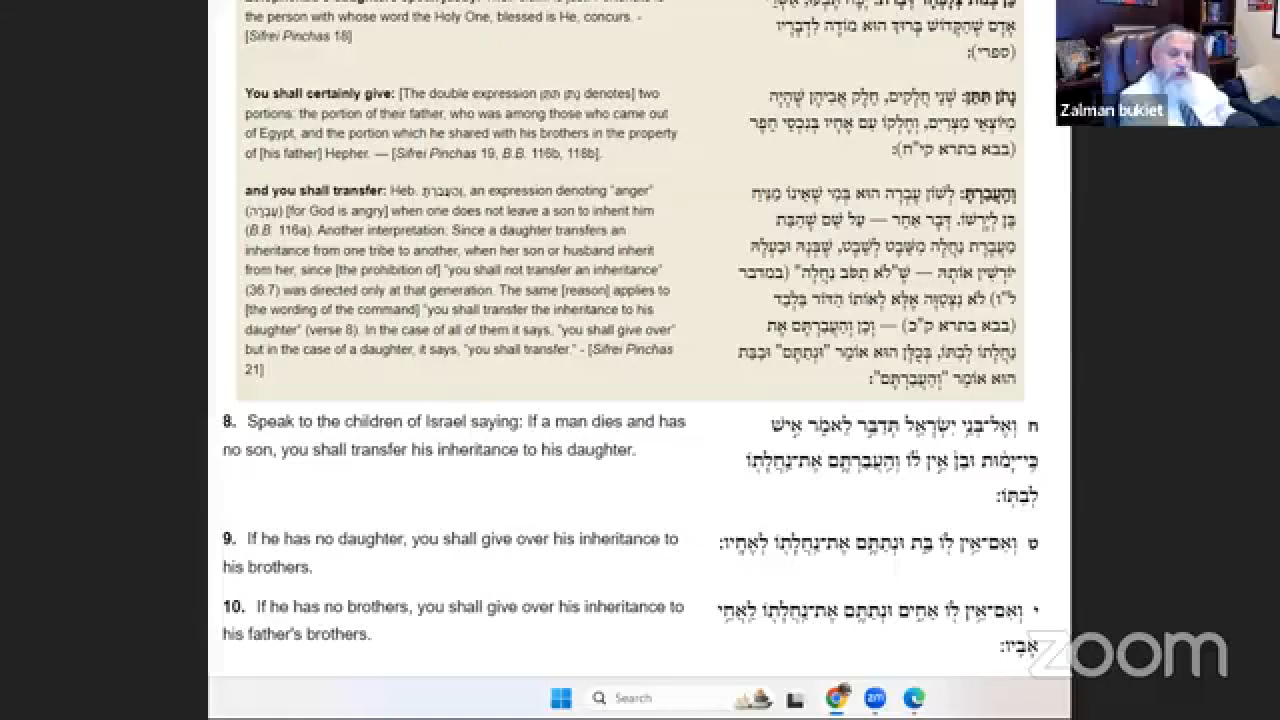 the person with whose word the Holy One, blessed is He, concurs. -
[Sifrei Pinchas 18]
אָדָם שֶׁהַקָּדוֹשׁ בָּרוּךְ הוּא מוֹדֶה לִדְבָרָיו
(ספרי):
You shall certainly give: [The double expression נָתֹן תִּתֵּן denotes] two
portions: the portion of their father, who was among those who came out
of Egypt, and the portion which he shared with his brothers in the property
of [his father] Hepher. — [Sifrei Pinchas 19, B.B. 116b, 118b].
נָתֹן תִּתֵּן: שְׁנֵי חֲלָקִים, חֵלֶק אֲבִיהֶן שֶׁהָיָה
מִיּוֹצְאֵי מִצְרַיִם, וְחֶלְקוֹ עִם אֶחָיו בְּנִכְסֵי חֵפֶר
(בבא בתרא קי"ח):
and you shall transfer: Heb. וְהַעֲבַרְתָּ, an expression denoting "anger"
(עֶבְרָה) [for God is angry] when one does not leave a son to inherit him
(B.B. 116a). Another interpretation: Since a daughter transfers an
inheritance from one tribe to another, when her son or husband inherit
from her, since [the prohibition of] "you shall not transfer an inheritance"
(36:7) was directed only at that generation. The same [reason] applies to
[the wording of the command] "you shall transfer the inheritance to his
daughter" (verse 8). In the case of all of them it says, "you shall give over"
but in the case of a daughter, it says, "you shall transfer." - [Sifrei Pinchas
21]
וְהַעֲבַרְתָּ: לְשׁוֹן עֶבְרָה הוּא בְּמִי שֶׁאֵינוֹ מַנִּיחַ
בֵּן לְיָרְשׁוֹ. דָּבָר אַחֵר — עַל שֵׁם שֶׁהַבַּת
מַעֲבֶרֶת נַחֲלָה מִשֵּׁבֶט לְשֵׁבֶט, שֶׁבְּנָהּ וּבַעְלָהּ
יוֹרְשִׁין אוֹתָהּ — שֶׁ"לֹּא תִסֹּב נַחֲלָה" (במדבר
ל"ו) לֹא נִצְטַוָּה אֶלָּא לְאוֹתוֹ הַדּוֹר בִּלְבַד
(בבא בתרא ק"כ) — וְכֵן וְהַעֲבַרְתֶּם אֶת
נַחֲלָתוֹ לְבִתּוֹ, בְּכֻלָּן הוּא אוֹמֵר "וּנְתַתֶּם" וּבְבַת
הוּא אוֹמֵר "וְהַעֲבַרְתֶּם":
8. Speak to the children of Israel saying: If a man dies and has
no son, you shall transfer his inheritance to his daughter.
ח וְאֶל־בְּנֵי יִשְׂרָאֵל תְּדַבֵּר לֵאמֹר אִישׁ
כִּי־יָמוּת וּבֵן אֵין לוֹ וְהַעֲבַרְתֶּם אֶת־נַחֲלָתוֹ
לְבִתּוֹ:
9. If he has no daughter, you shall give over his inheritance to
his brothers.
ט וְאִם־אֵין לוֹ בַּת וּנְתַתֶּם אֶת־נַחֲלָתוֹ לְאֶחָיו:
10. If he has no brothers, you shall give over his inheritance to
his father's brothers.
י וְאִם־אֵין לוֹ אַחִים וּנְתַתֶּם אֶת־נַחֲלָתוֹ לַאֲחֵי
אָבִיו:
Zalman bukiet
zoom
Search
zm